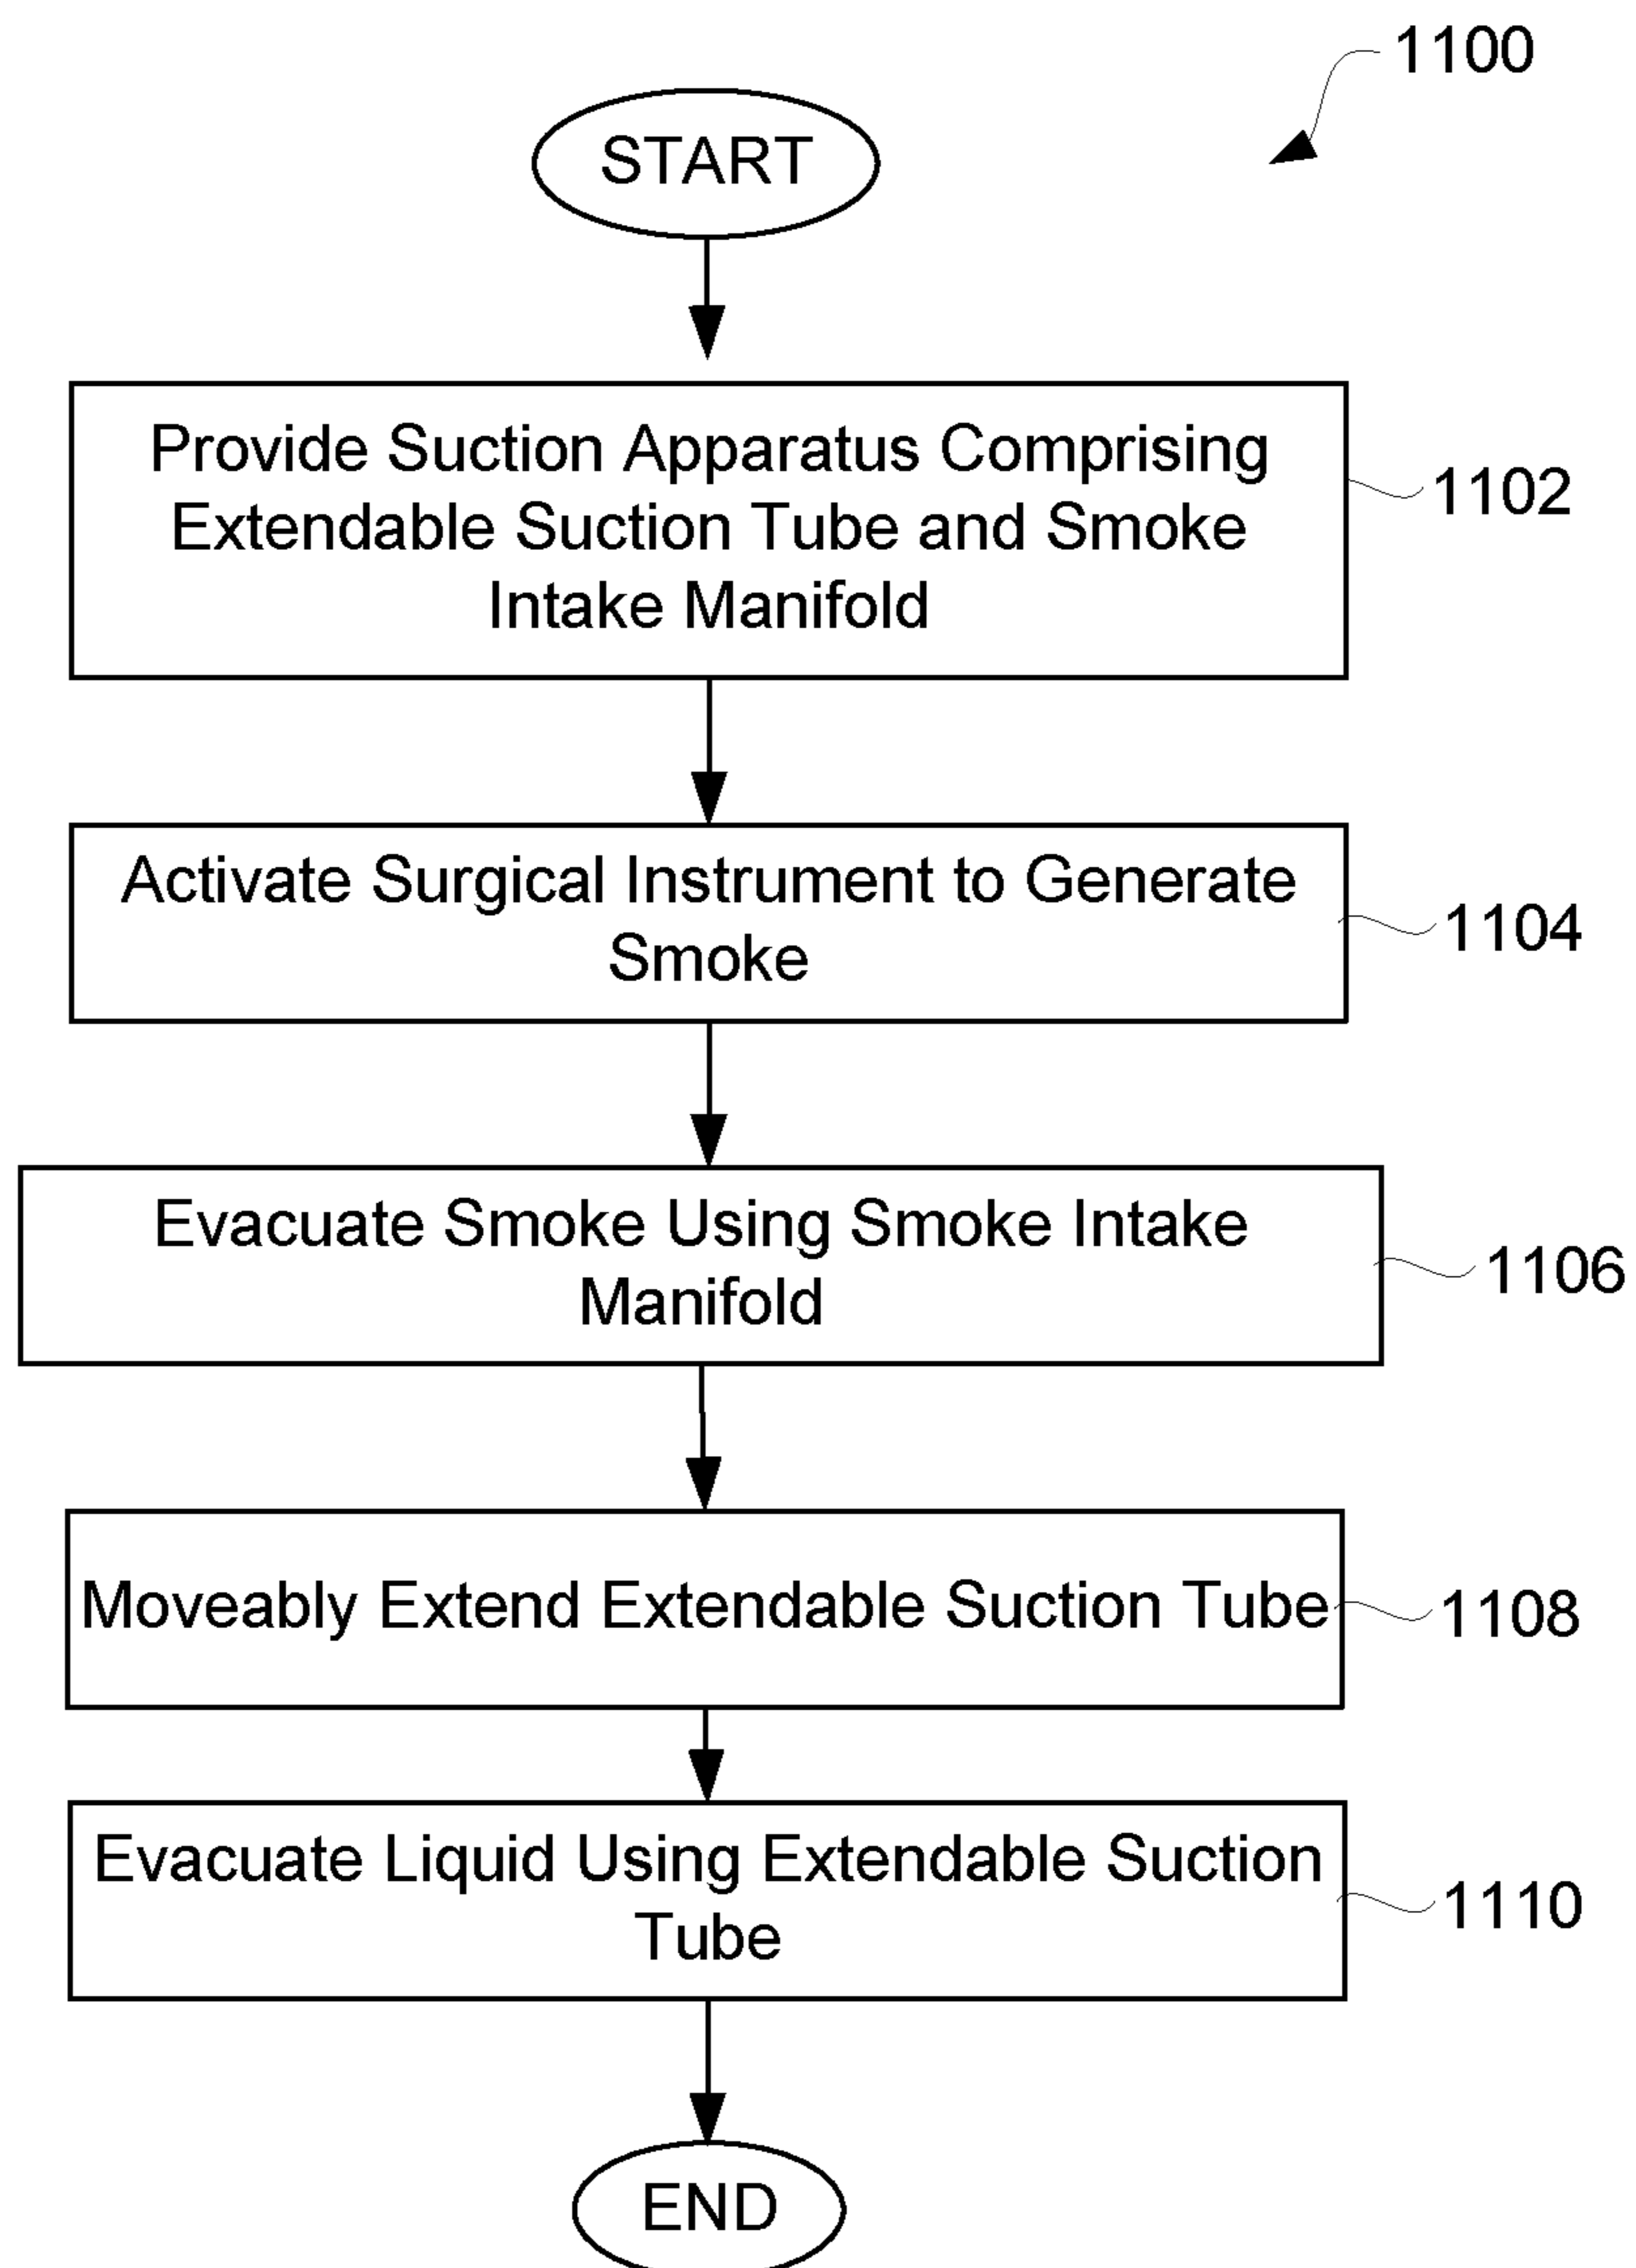 1100
START
Provide Suction Apparatus Comprising
Extendable Suction Tube and Smoke
Intake Manifold
1102
Activate Surgical Instrument to Generate
Smoke
1104
Evacuate Smoke Using Smoke Intake
Manifold
1106
Moveably Extend Extendable Suction Tube
1108
Evacuate Liquid Using Extendable Suction
Tube
1110
END